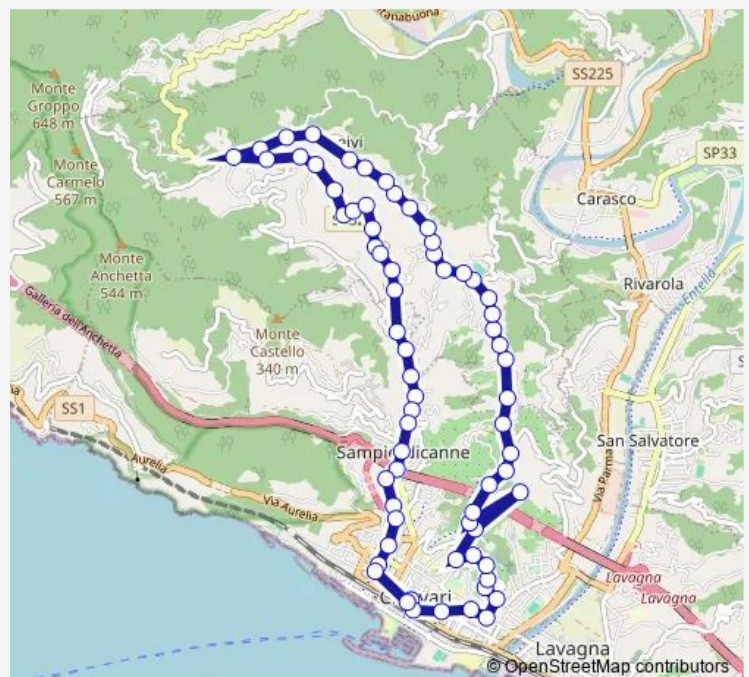 SS225
Monte
Groppo
648 m
SP33
Monte
Carmelo
567 m
Carasco
Monte
Anchetta
544 m
Rivarola
Entella
Galleria dell'Anchetta
Monte
Castello
340 m
SS1
San Salvatore
Aurelia
Via Aurelia
Via Parma
Lavagna
Lavagna
Lavagna
© OpenStreetMap contributors